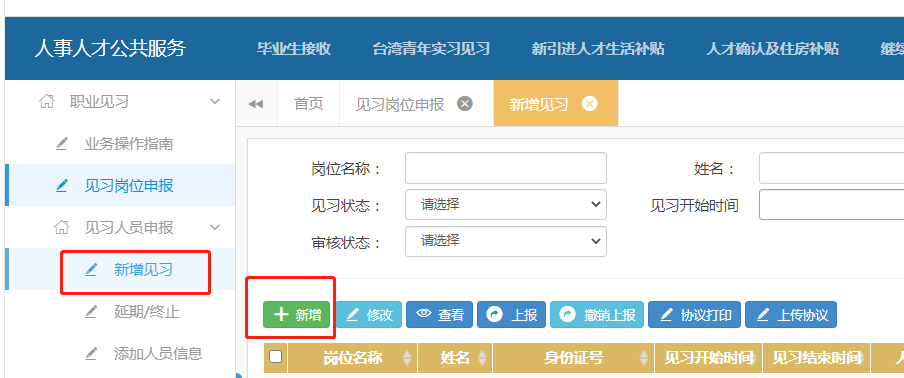 人事人才公共服务 毕业生接收 台湾青年实习见习 新引进人才生活补贴 人才确认及住房补贴
职业见习
业务操作指南
见习岗位申报
见习人员申报
新增见习
延期/终止
添加人员信息
首页 见习岗位申报 新增见习
岗位名称： 姓名：
见习状态： 请选择 见习开始时间
审核状态： 请选择
新增 修改 查看 上报 撤销上报 协议打印 上传协议
岗位名称 姓名 身份证号 见习开始时间 见习结束时间